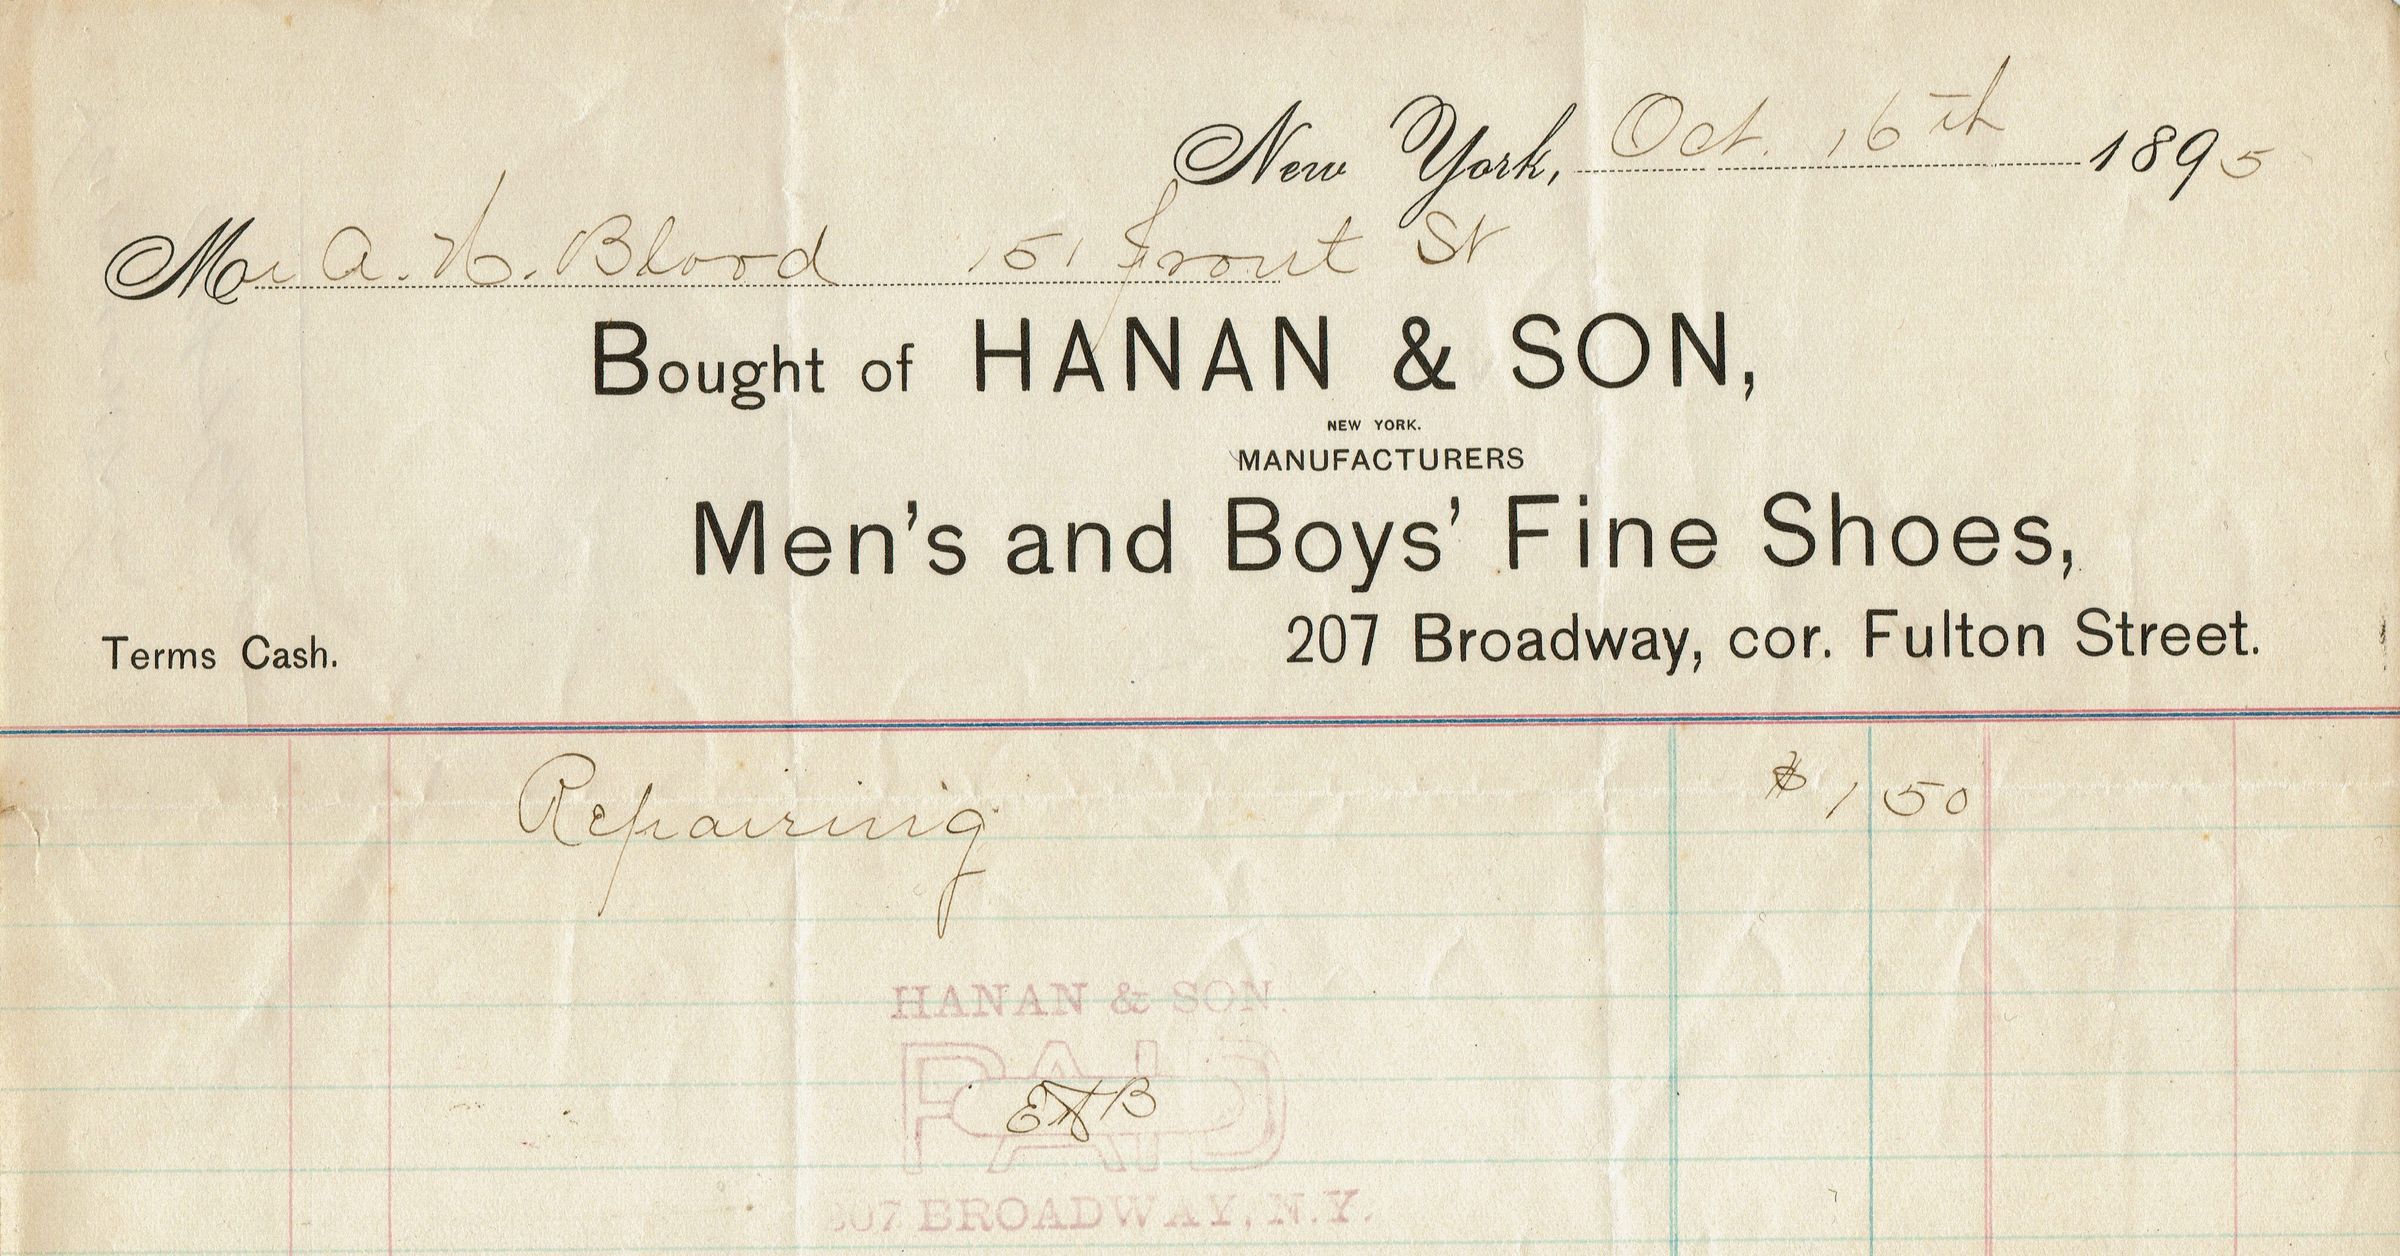 New York, Oct. 16th 1895
Mr A. H. Blood 151 Front St
Bought of HANAN & SON,
NEW YORK.
MANUFACTURERS
Men's and Boys' Fine Shoes,
Terms Cash. 207 Broadway, cor. Fulton Street.
Repairing $1 50
HANAN & SON.
PAID
207 BROADWAY, N.Y.